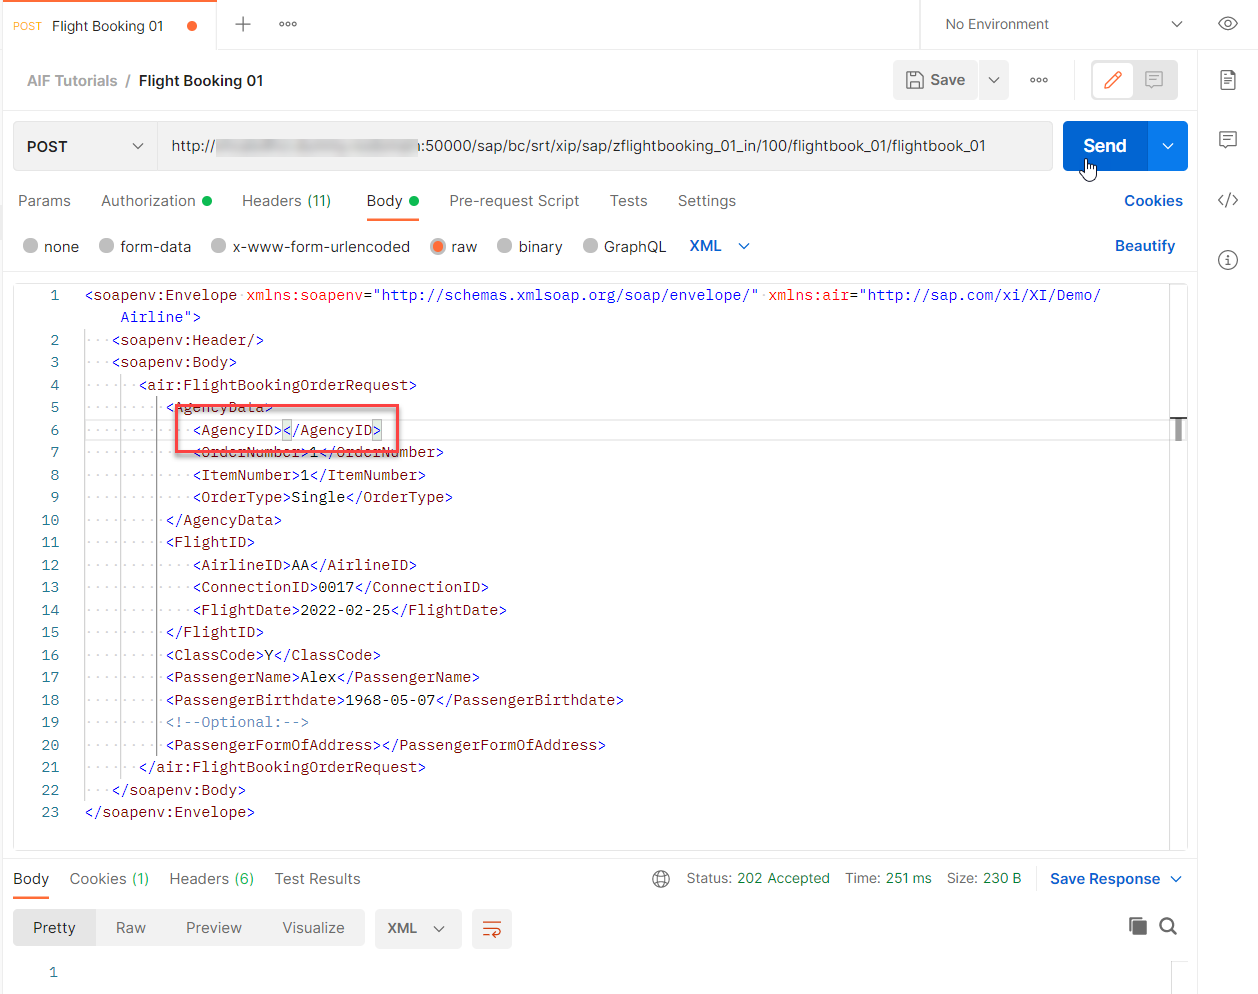 POST Flight Booking 01
No Environment
AIF Tutorials / Flight Booking 01
Save
POST
http://
:50000/sap/bc/srt/xip/sap/zflightbooking_01_in/100/flightbook_01/flightbook_01
Send
Params Authorization Headers (11) Body Pre-request Script Tests Settings
Cookies
none form-data x-www-form-urlencoded raw binary GraphQL XML
Beautify
1 <soapenv:Envelope xmlns:soapenv="http://schemas.xmlsoap.org/soap/envelope/" xmlns:air="http://sap.com/xi/XI/Demo/
Airline">
2 <soapenv:Header/>
3 <soapenv:Body>
4 <air:FlightBookingOrderRequest>
5 <AgencyData>
6 <AgencyID></AgencyID>
7 <OrderNumber>1</OrderNumber>
8 <ItemNumber>1</ItemNumber>
9 <OrderType>Single</OrderType>
10 </AgencyData>
11 <FlightID>
12 <AirlineID>AA</AirlineID>
13 <ConnectionID>0017</ConnectionID>
14 <FlightDate>2022-02-25</FlightDate>
15 </FlightID>
16 <ClassCode>Y</ClassCode>
17 <PassengerName>Alex</PassengerName>
18 <PassengerBirthdate>1968-05-07</PassengerBirthdate>
19 <!--Optional:-->
20 <PassengerFormOfAddress></PassengerFormOfAddress>
21 </air:FlightBookingOrderRequest>
22 </soapenv:Body>
23 </soapenv:Envelope>
Body Cookies (1) Headers (6) Test Results
Status: 202 Accepted Time: 251 ms Size: 230 B
Save Response
Pretty Raw Preview Visualize XML
1